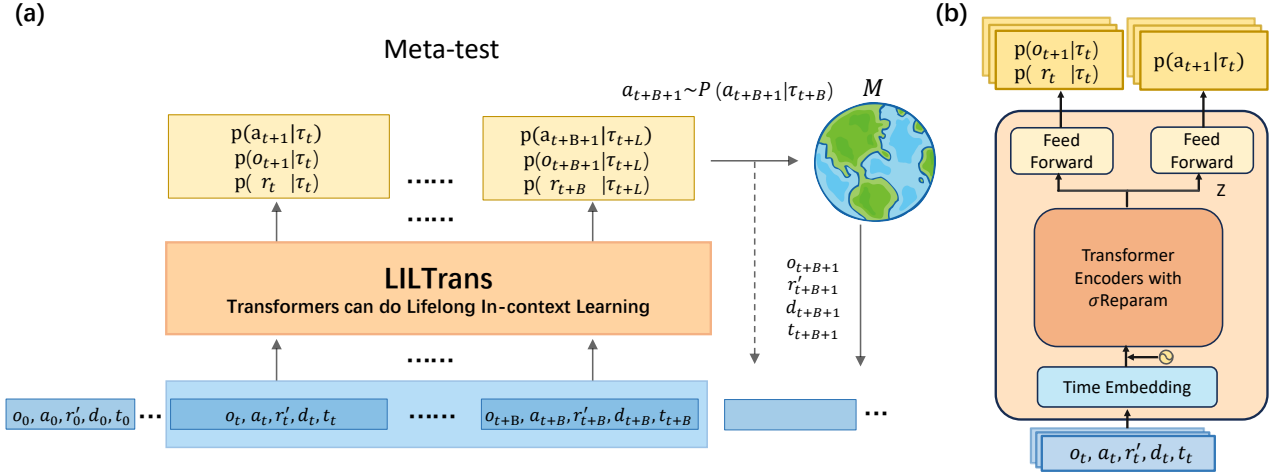 (a)
Meta-test
a_{t+B+1}~P (a_{t+B+1}|τ_{t+B})
M
p(a_{t+1}|τ_t)
p(o_{t+1}|τ_t)
p( r_t |τ_t)
......
......
p(a_{t+B+1}|τ_{t+L})
p(o_{t+B+1}|τ_{t+L})
p( r_{t+B} |τ_{t+L})
LILTrans
Transformers can do Lifelong In-context Learning
o_{t+B+1}
r'_{t+B+1}
d_{t+B+1}
t_{t+B+1}
......
o_0, a_0, r'_0, d_0, t_0
...
o_t, a_t, r'_t, d_t, t_t
......
o_{t+B}, a_{t+B}, r'_{t+B}, d_{t+B}, t_{t+B}
...
(b)
p(o_{t+1}|τ_t)
p( r_t |τ_t)
p(a_{t+1}|τ_t)
Feed
Forward
Feed
Forward
Z
Transformer
Encoders with
σReparam
Time Embedding
o_t, a_t, r'_t, d_t, t_t